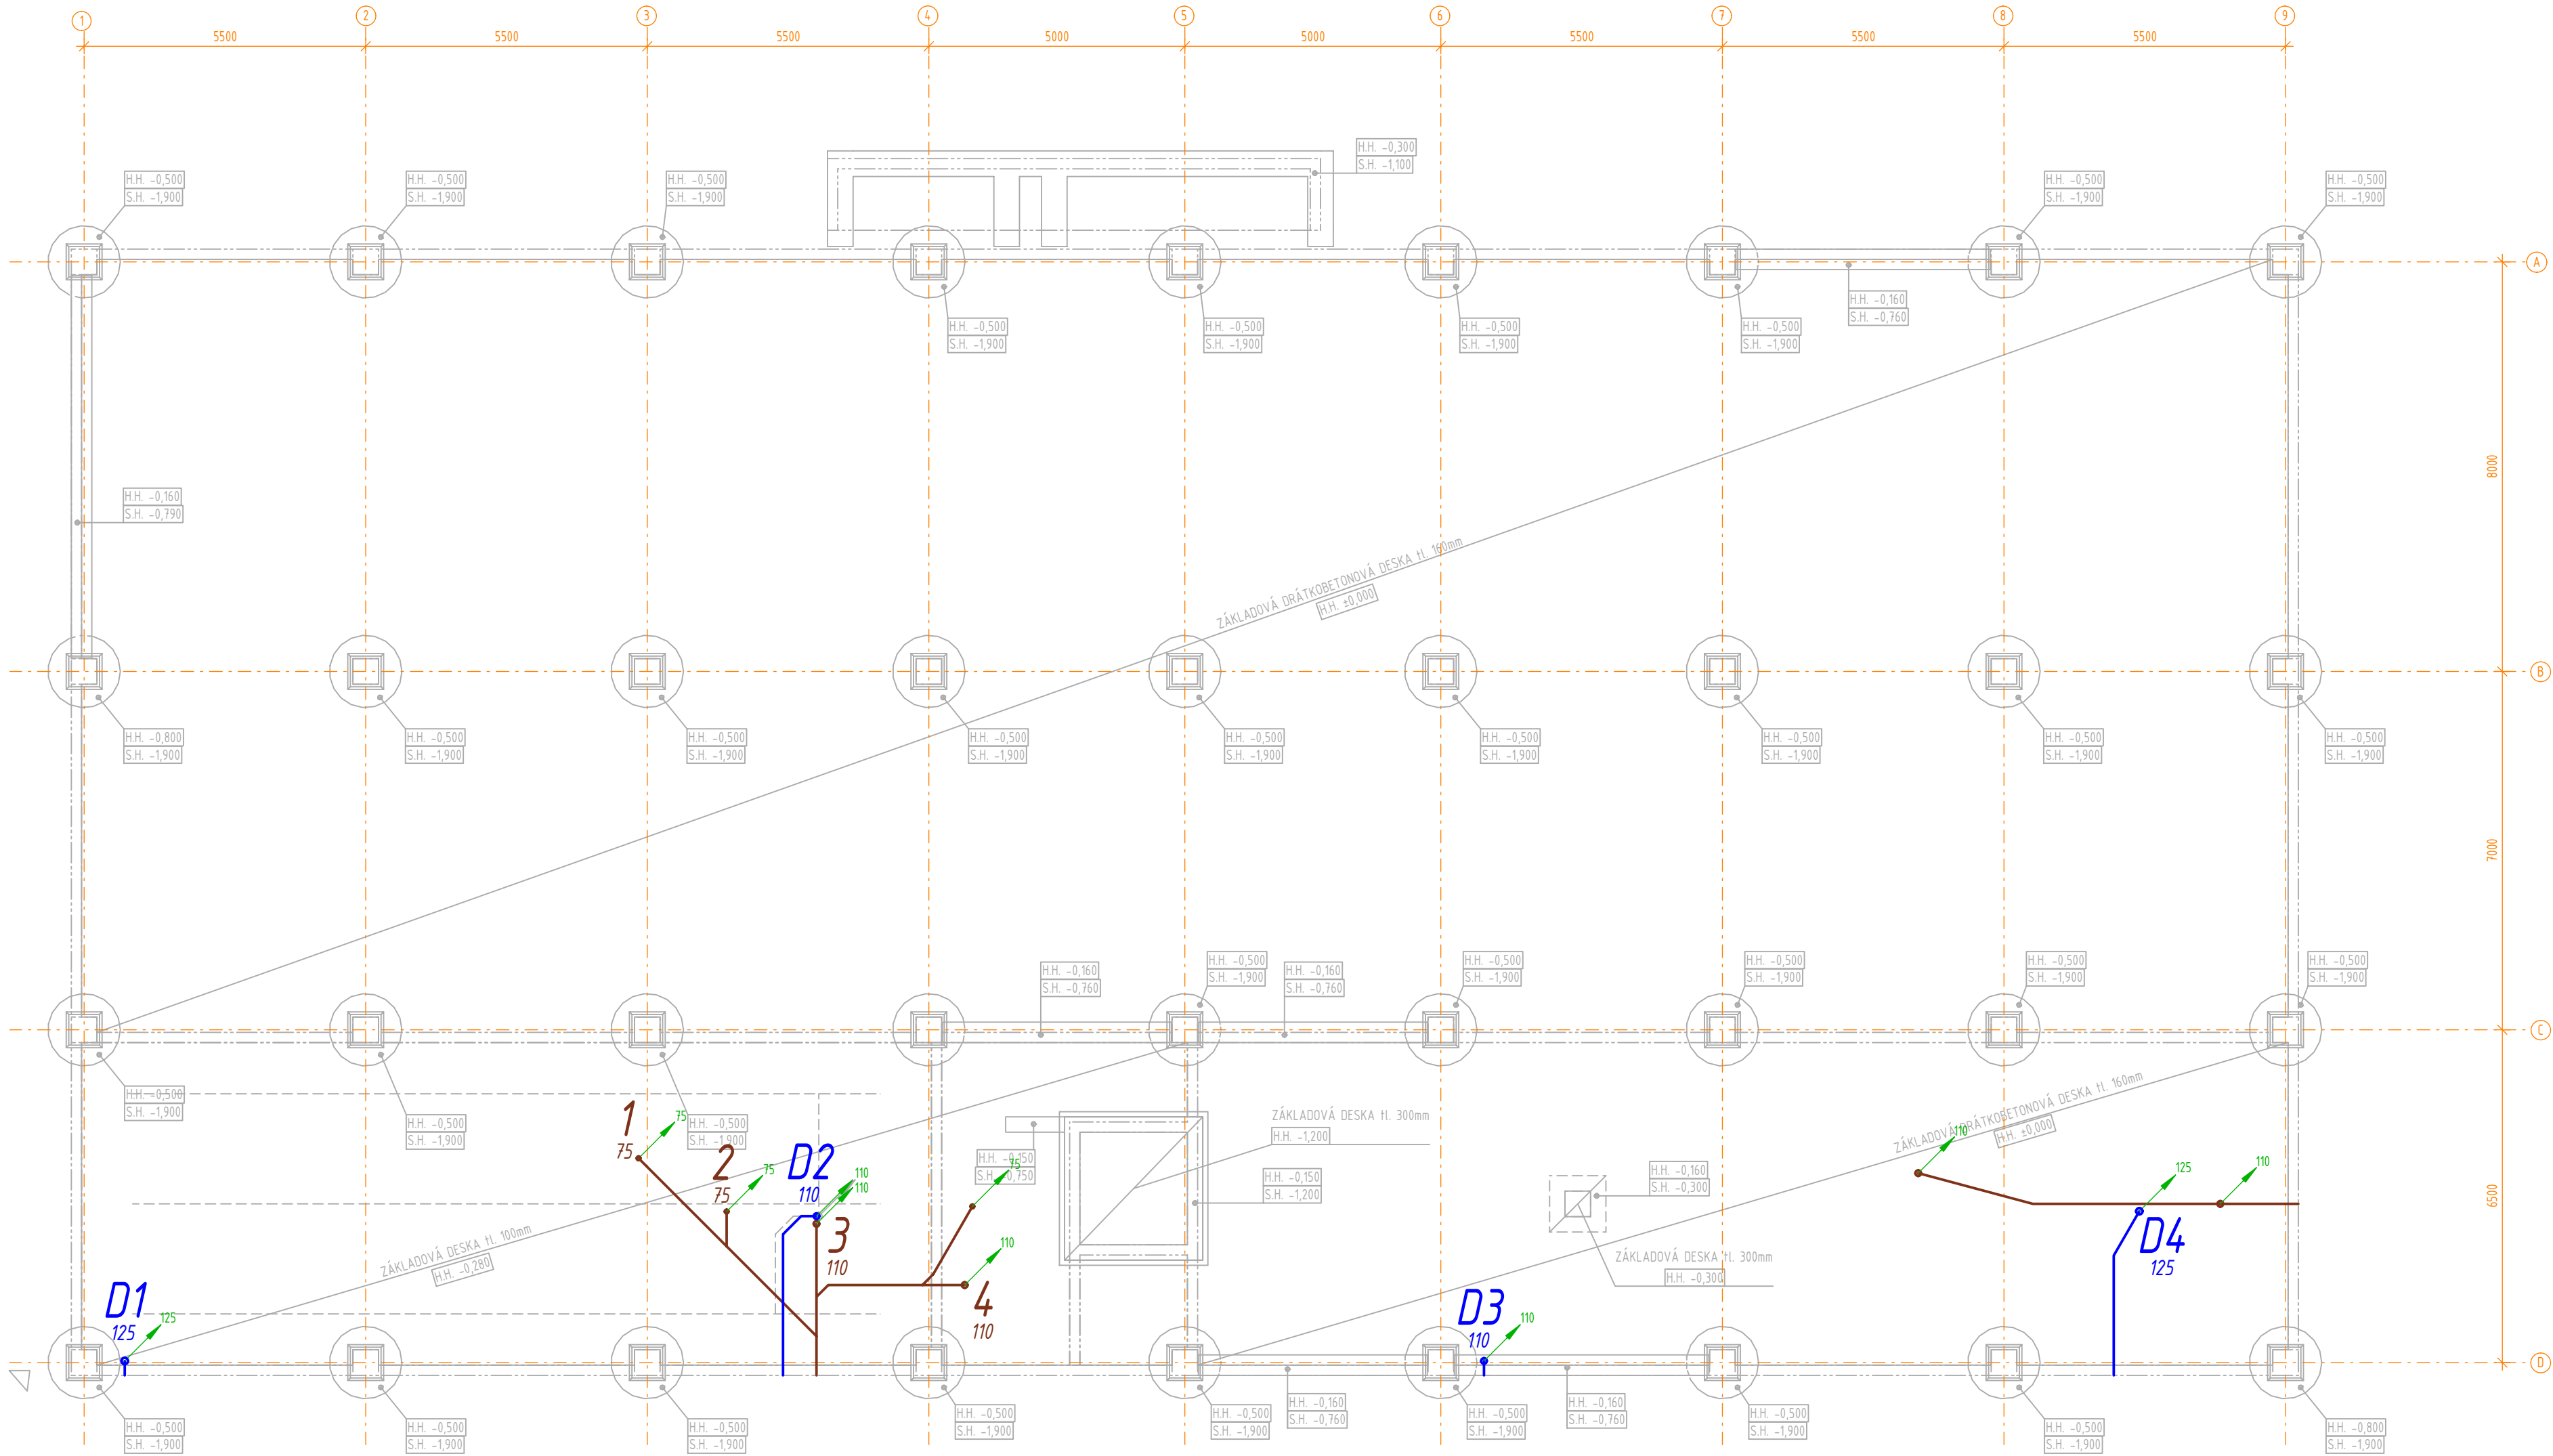 1 2 3 4 5 6 7 8 9
5500 5500 5500 5000 5000 5500 5500 5500
H.H. -0,300
S.H. -1,100
H.H. -0,500 H.H. -0,500 H.H. -0,500 H.H. -0,500 H.H. -0,500
S.H. -1,900 S.H. -1,900 S.H. -1,900 S.H. -1,900 S.H. -1,900
A
H.H. -0,160
S.H. -0,760
H.H. -0,500 H.H. -0,500 H.H. -0,500 H.H. -0,500
S.H. -1,900 S.H. -1,900 S.H. -1,900 S.H. -1,900
8000
H.H. -0,160
S.H. -0,790
ZÁKLADOVÁ DRÁTKOBETONOVÁ DESKA tl. 160mm
H.H. ±0,000
B
H.H. -0,800 H.H. -0,500 H.H. -0,500 H.H. -0,500 H.H. -0,500 H.H. -0,500 H.H. -0,500 H.H. -0,500 H.H. -0,500
S.H. -1,900 S.H. -1,900 S.H. -1,900 S.H. -1,900 S.H. -1,900 S.H. -1,900 S.H. -1,900 S.H. -1,900 S.H. -1,900
7000
H.H. -0,500 H.H. -0,500 H.H. -0,500 H.H. -0,500 H.H. -0,500
S.H. -1,900 S.H. -1,900 S.H. -1,900 S.H. -1,900 S.H. -1,900
H.H. -0,160 H.H. -0,160
S.H. -0,760 S.H. -0,760
C
H.H. -0,500
S.H. -1,900
H.H. -0,500 H.H. -0,500
S.H. -1,900 S.H. -1,900
ZÁKLADOVÁ DESKA tl. 300mm
H.H. -1,200
ZÁKLADOVÁ DRÁTKOBETONOVÁ DESKA tl. 160mm
H.H. ±0,000
1
75
75
2
75
75
D2
110
110
110
3
110
H.H. -0,150
S.H. -0,750
75
H.H. -0,150
S.H. -1,200
H.H. -0,160
S.H. -0,300
110
125
110
6500
D4
125
ZÁKLADOVÁ DESKA tl. 100mm
H.H. -0,280
110
4
110
ZÁKLADOVÁ DESKA tl. 300mm
H.H. -0,300
D1
125
125
D3
110
110
D
H.H. -0,160 H.H. -0,160
S.H. -0,760 S.H. -0,760
H.H. -0,500 H.H. -0,500 H.H. -0,500 H.H. -0,500 H.H. -0,500 H.H. -0,500 H.H. -0,500 H.H. -0,500 H.H. -0,800
S.H. -1,900 S.H. -1,900 S.H. -1,900 S.H. -1,900 S.H. -1,900 S.H. -1,900 S.H. -1,900 S.H. -1,900 S.H. -1,900